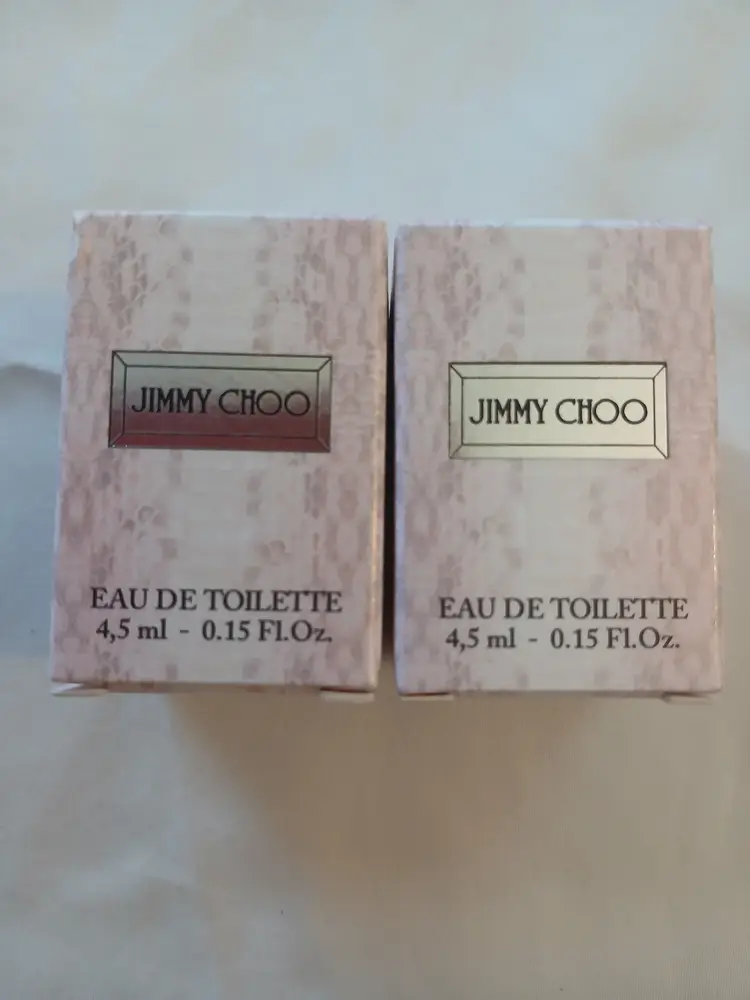 JIMMY CHOO
EAU DE TOILETTE
4,5 ml - 0.15 Fl.Oz.
JIMMY CHOO
EAU DE TOILETTE
4,5 ml - 0.15 Fl.Oz.